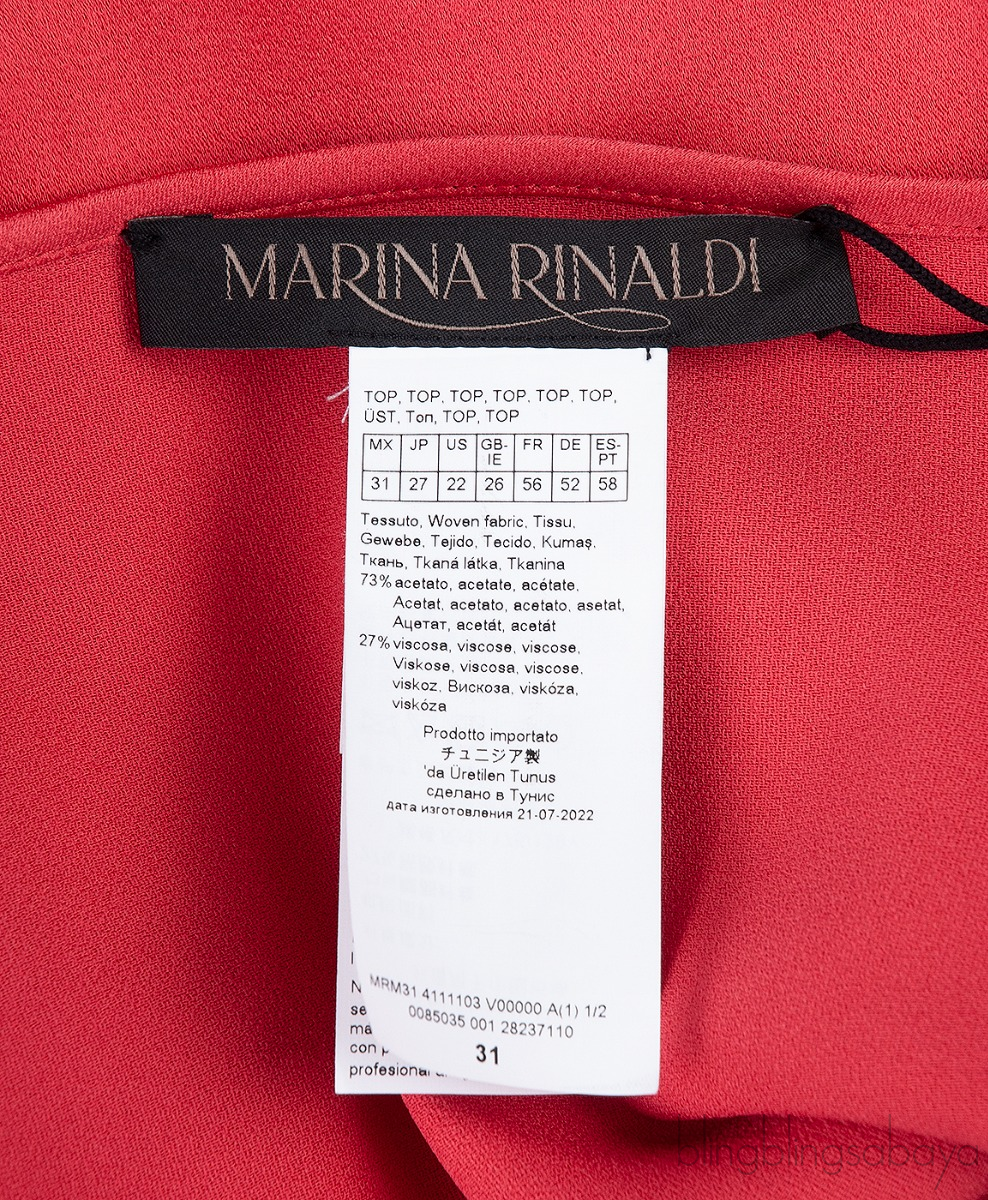 MARINA RINALDI
TOP, TOP, TOP, TOP, TOP, TOP,
ÜST, Топ, TOP, TOP
MX JP US GB-IE FR DE ES-PT
31 27 22 26 56 52 58
Tessuto, Woven fabric, Tissu,
Gewebe, Tejido, Tecido, Kumaş,
Ткань, Tkaná látka, Tkanina
73% acetato, acetate, acétate,
Acetat, acetato, acetato, asetat,
Ацетат, acetát, acetát
27% viscosa, viscose, viscose,
Viskose, viscosa, viscose,
viskoz, Вискоза, viskóza,
viskóza
Prodotto importato
チュニジア製
'da Üretilen Tunus
сделано в Тунис
дата изготовления 21-07-2022
MRM31 4111103 V00000 A(1) 1/2
0085035 001 28237110
31
con
profesional
blingblingsabaya